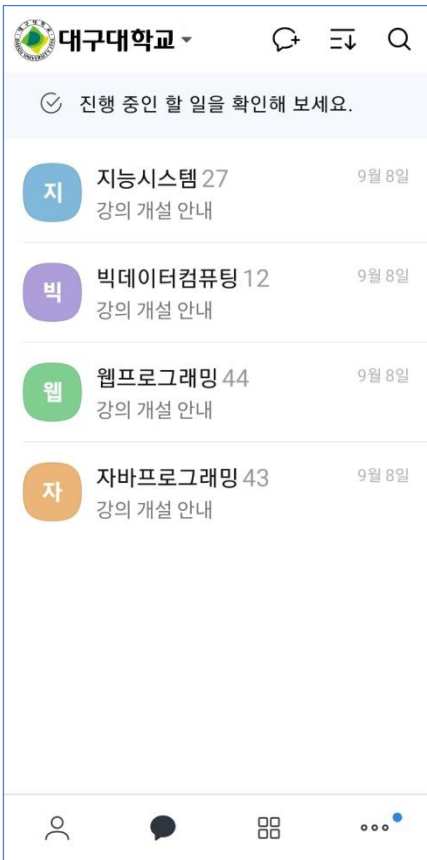 대구대학교
진행 중인 할 일을 확인해 보세요.
지
지능시스템 27
9월 8일
강의 개설 안내
빅
빅데이터컴퓨팅 12
9월 8일
강의 개설 안내
웹
웹프로그래밍 44
9월 8일
강의 개설 안내
자
자바프로그래밍 43
9월 8일
강의 개설 안내